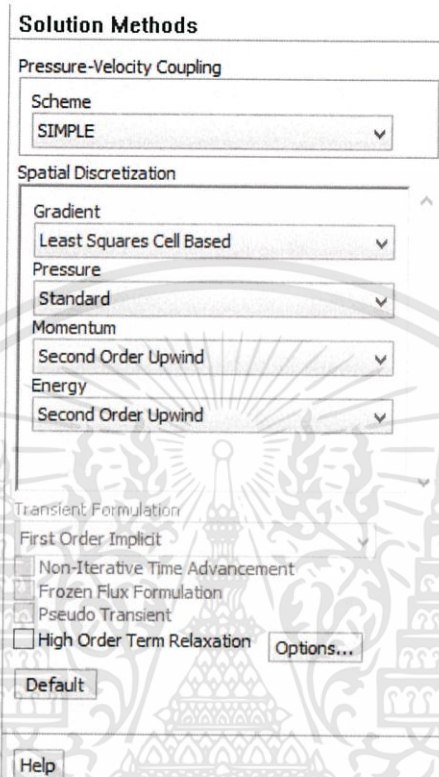 Solution Methods
Pressure-Velocity Coupling
Scheme
SIMPLE
Spatial Discretization
Gradient
Least Squares Cell Based
Pressure
Standard
Momentum
Second Order Upwind
Energy
Second Order Upwind
Transient Formulation
First Order Implicit
Non-Iterative Time Advancement
Frozen Flux Formulation
Pseudo Transient
High Order Term Relaxation Options...
Default
Help